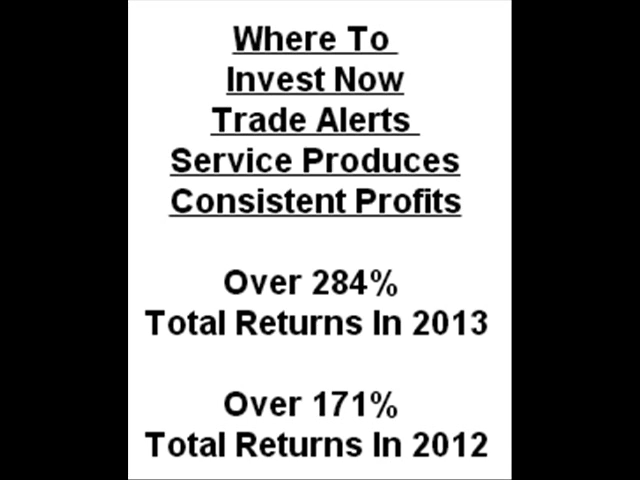 Where To
Invest Now
Trade Alerts
Service Produces
Consistent Profits
Over 284%
Total Returns In 2013
Over 171%
Total Returns In 2012